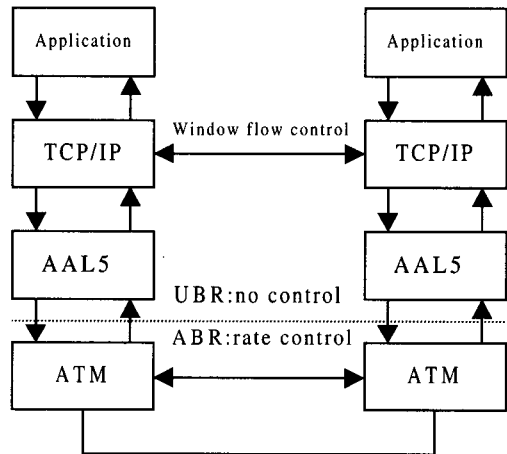 Application
Application
Window flow control
TCP/IP
TCP/IP
AAL5
AAL5
UBR:no control
ABR:rate control
ATM
ATM